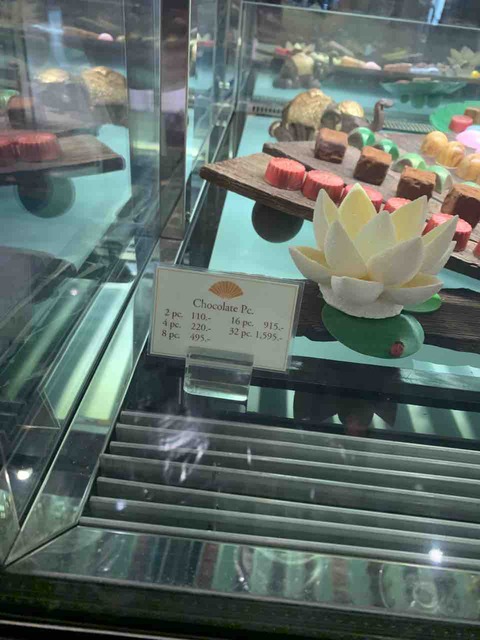 Chocolate Pc.
2 pc. 110.- 16 pc. 915.-
4 pc. 220.- 32 pc. 1,595.-
8 pc. 495.-